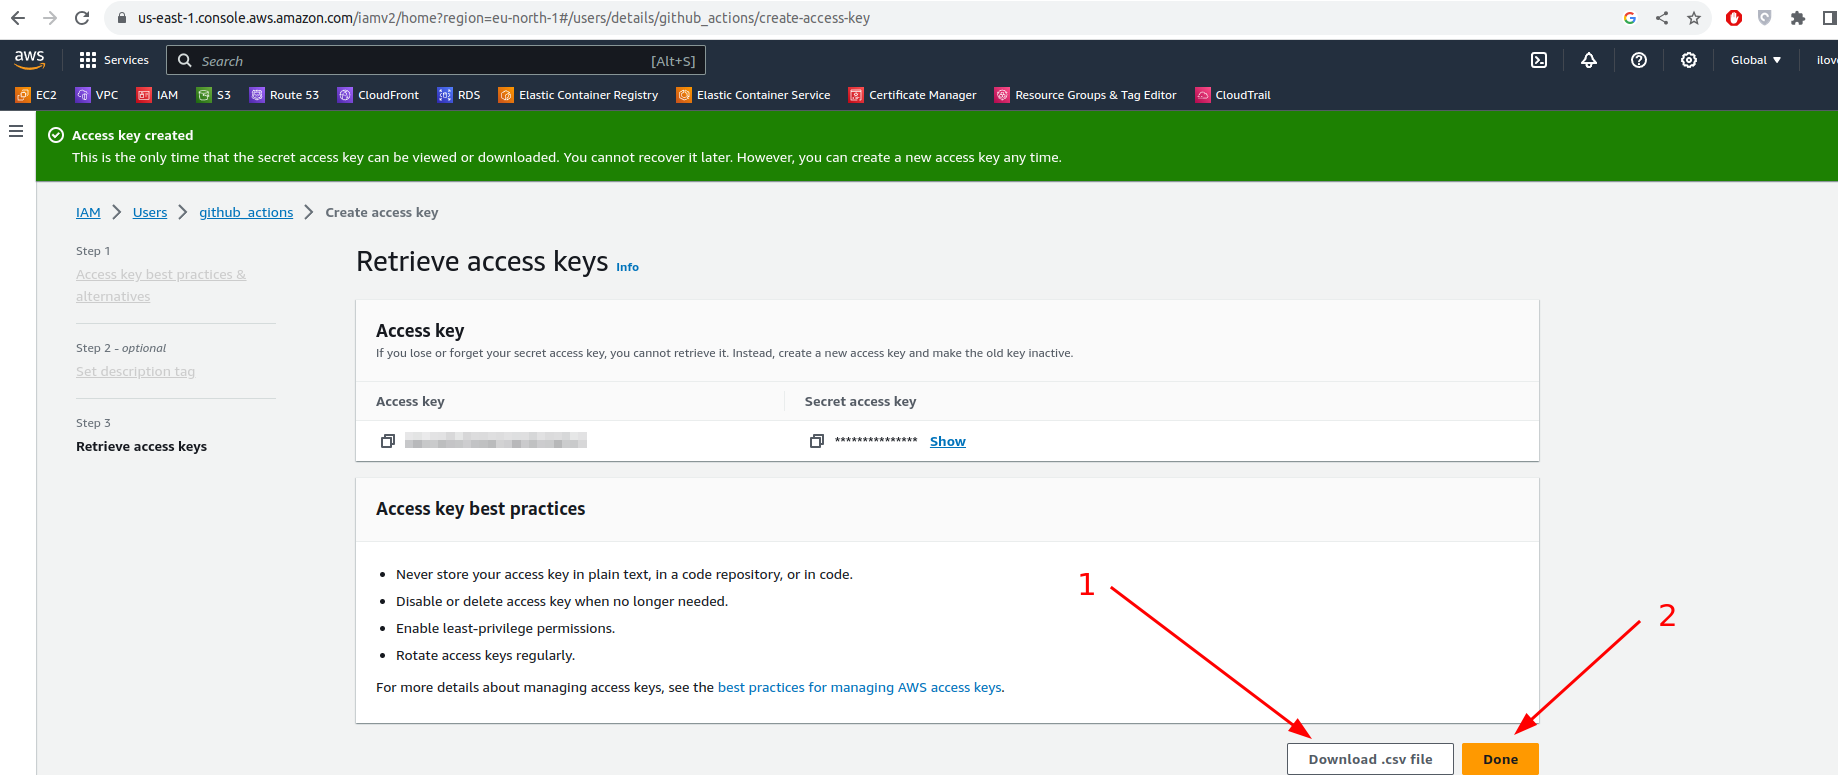 us-east-1.console.aws.amazon.com/iamv2/home?region=eu-north-1#/users/details/github_actions/create-access-key
aws Services Search [Alt+S] Global ▼ ilov
EC2 VPC IAM S3 Route 53 CloudFront RDS Elastic Container Registry Elastic Container Service Certificate Manager Resource Groups & Tag Editor CloudTrail
Access key created
This is the only time that the secret access key can be viewed or downloaded. You cannot recover it later. However, you can create a new access key any time.
IAM > Users > github_actions > Create access key
Step 1
Access key best practices &
alternatives
Step 2 - optional
Set description tag
Step 3
Retrieve access keys
Retrieve access keys Info
Access key
If you lose or forget your secret access key, you cannot retrieve it. Instead, create a new access key and make the old key inactive.
Access key Secret access key
*************** Show
Access key best practices
• Never store your access key in plain text, in a code repository, or in code.
• Disable or delete access key when no longer needed.
• Enable least-privilege permissions.
• Rotate access keys regularly.
For more details about managing access keys, see the best practices for managing AWS access keys.
1
2
Download .csv file Done